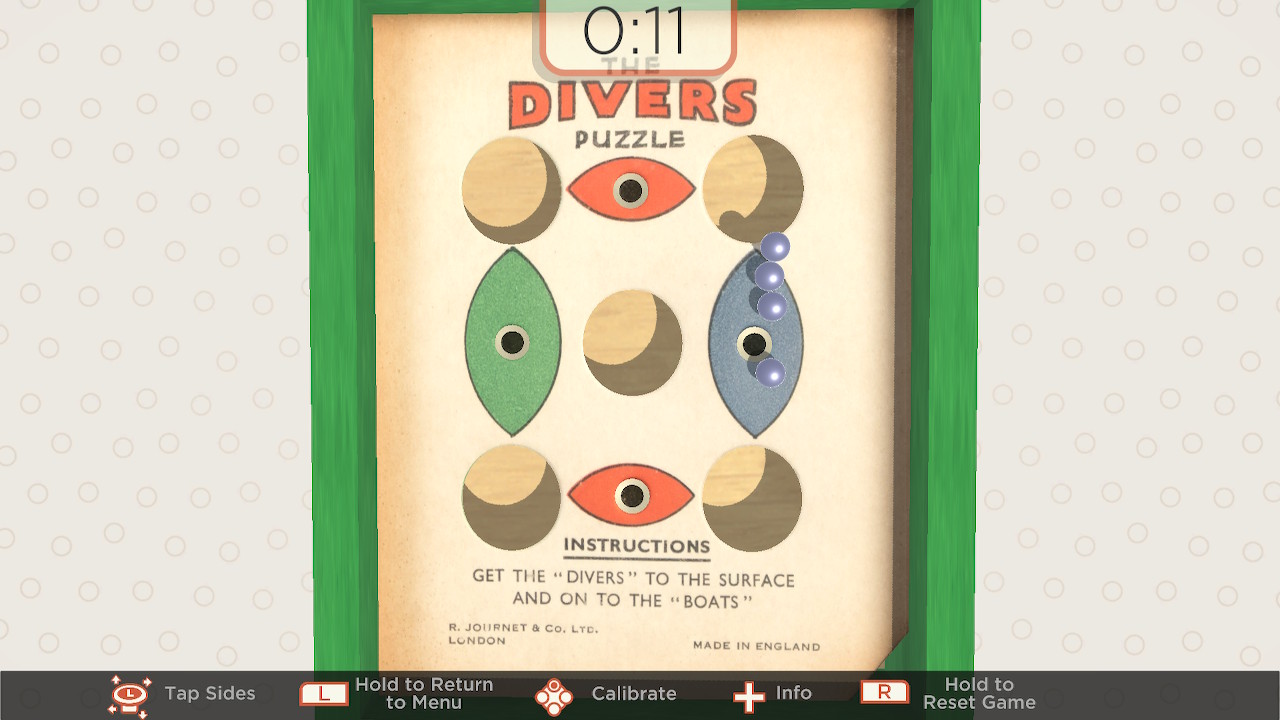 0:11
THE
DIVERS
PUZZLE
INSTRUCTIONS
GET THE "DIVERS" TO THE SURFACE
AND ON TO THE "BOATS"
R. JOURNET & Co. LTD.
LONDON
MADE IN ENGLAND
L
Tap Sides
L
Hold to Return
to Menu
Calibrate
Info
R
Hold to
Reset Game